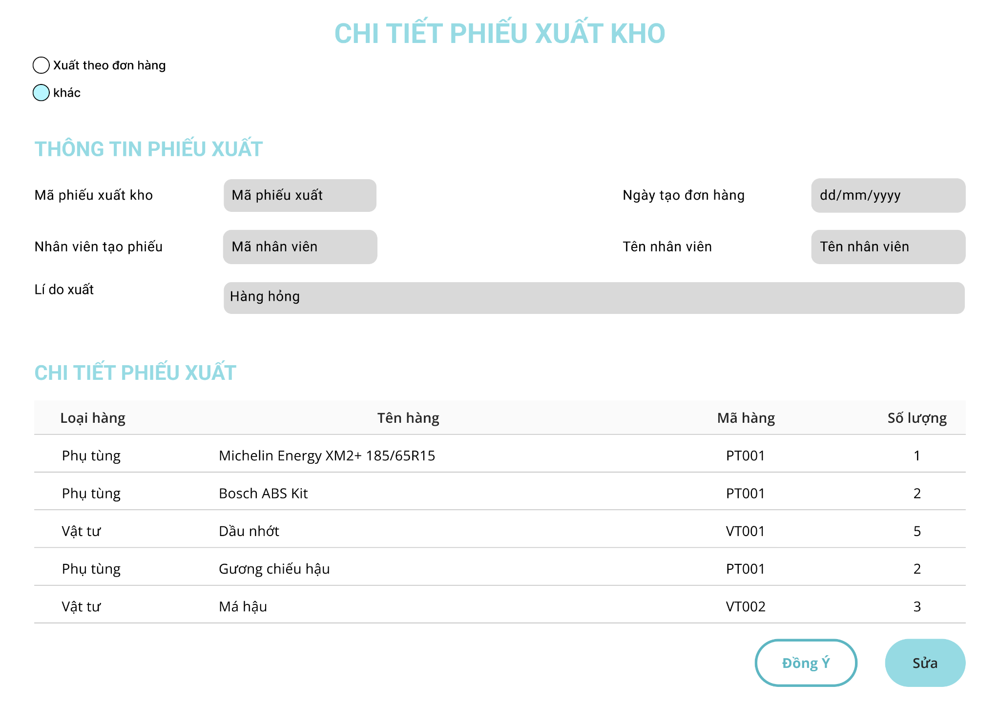 CHI TIẾT PHIẾU XUẤT KHO
Xuất theo đơn hàng
khác
THÔNG TIN PHIẾU XUẤT
Mã phiếu xuất kho Mã phiếu xuất Ngày tạo đơn hàng dd/mm/yyyy
Nhân viên tạo phiếu Mã nhân viên Tên nhân viên Tên nhân viên
Lí do xuất Hàng hỏng
CHI TIẾT PHIẾU XUẤT
Loại hàng Tên hàng Mã hàng Số lượng
Phụ tùng Michelin Energy XM2+ 185/65R15 PT001 1
Phụ tùng Bosch ABS Kit PT001 2
Vật tư Dầu nhớt VT001 5
Phụ tùng Gương chiếu hậu PT001 2
Vật tư Má hậu VT002 3
Đồng Ý Sửa